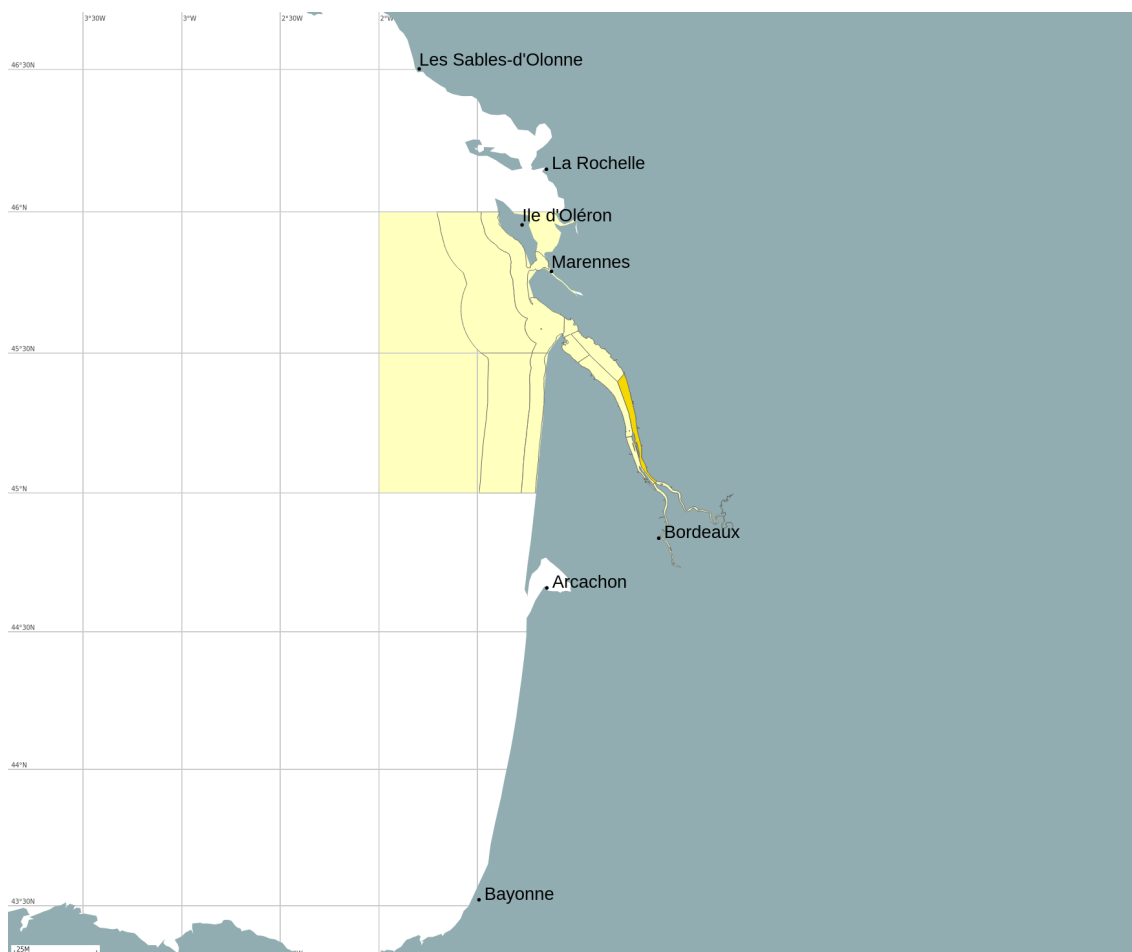 3°30W 3°W 2°30W 2°W
Les Sables-d'Olonne
46°30N
La Rochelle
46°N
Ile d'Oléron
Marennes
45°30N
45°N
Bordeaux
Arcachon
44°30N
44°N
Bayonne
43°30N
25M